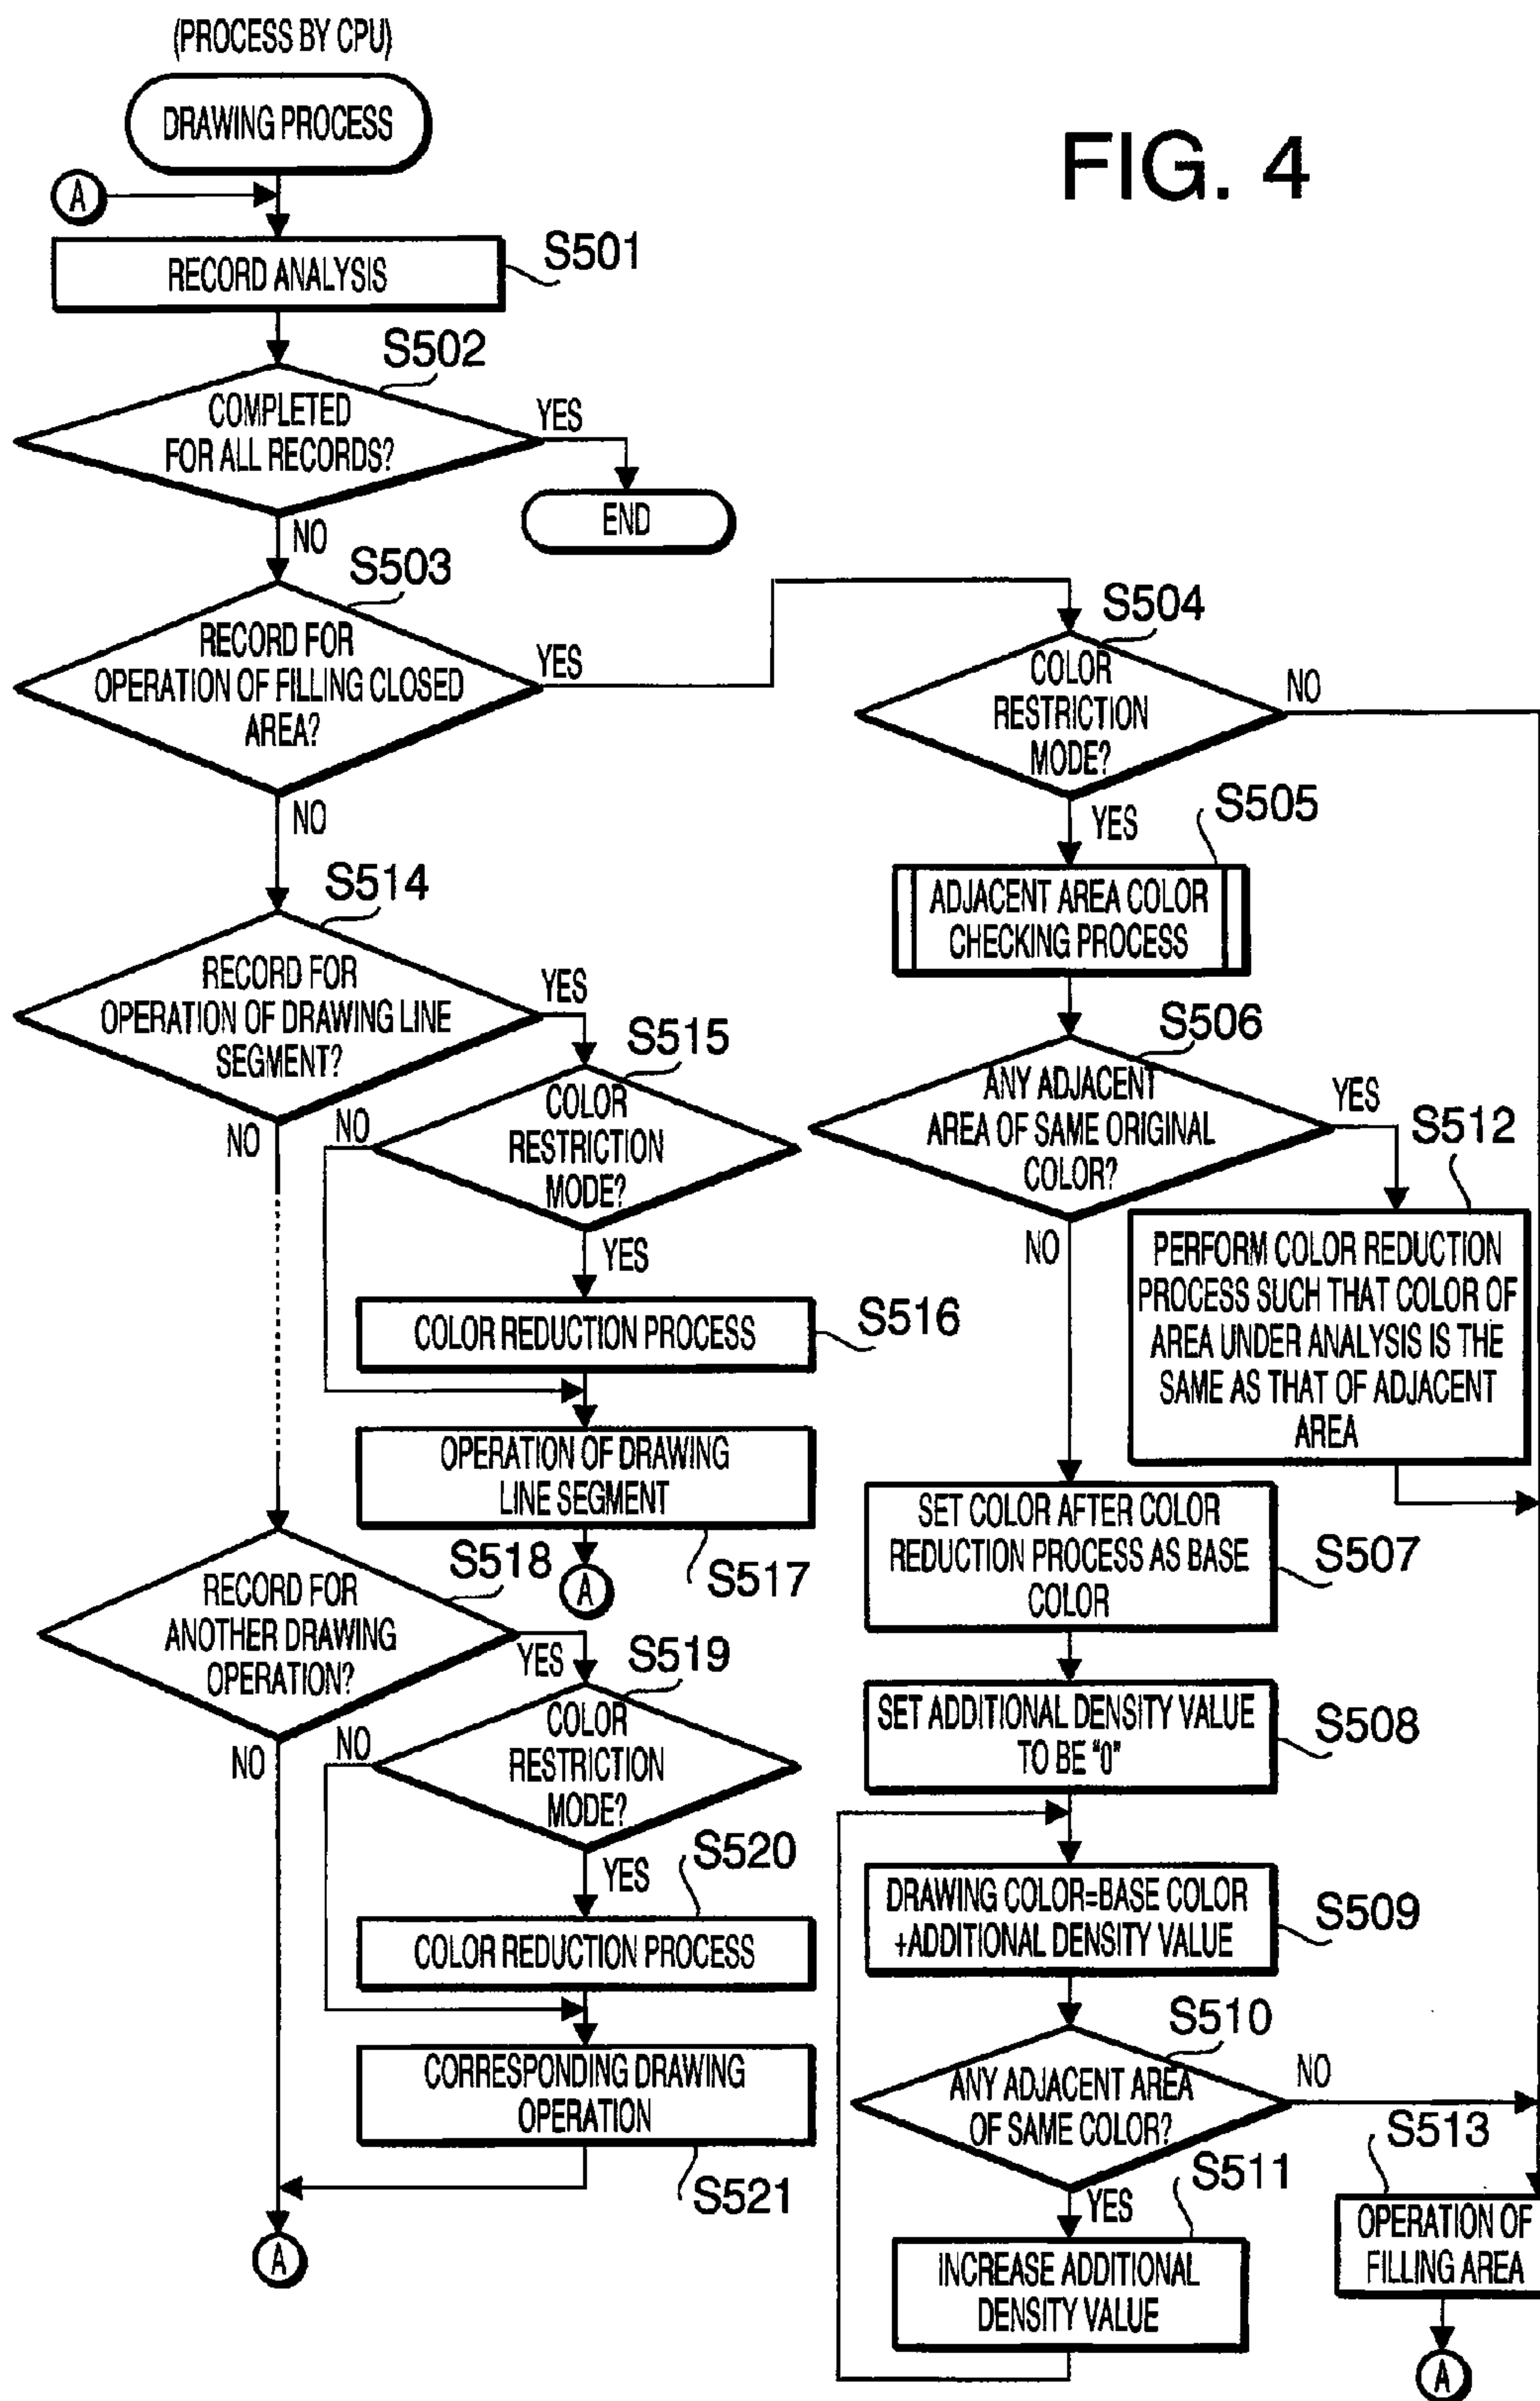 (PROCESS BY CPU)
DRAWING PROCESS
FIG. 4
A
RECORD ANALYSIS
S501
S502
COMPLETED
FOR ALL RECORDS?
YES
END
NO
S503
RECORD FOR
OPERATION OF FILLING CLOSED
AREA?
YES
NO
S504
COLOR
RESTRICTION
MODE?
NO
YES
S505
ADJACENT AREA COLOR
CHECKING PROCESS
S506
ANY ADJACENT
AREA OF SAME ORIGINAL
COLOR?
YES
NO
S512
PERFORM COLOR REDUCTION
PROCESS SUCH THAT COLOR OF
AREA UNDER ANALYSIS IS THE
SAME AS THAT OF ADJACENT
AREA
SET COLOR AFTER COLOR
REDUCTION PROCESS AS BASE
COLOR
S507
SET ADDITIONAL DENSITY VALUE
TO BE "0"
S508
DRAWING COLOR=BASE COLOR
+ADDITIONAL DENSITY VALUE
S509
S510
ANY ADJACENT AREA
OF SAME COLOR?
NO
YES
S511
INCREASE ADDITIONAL
DENSITY VALUE
S513
OPERATION OF
FILLING AREA
A
S514
RECORD FOR
OPERATION OF DRAWING LINE
SEGMENT?
YES
NO
S515
COLOR
RESTRICTION
MODE?
NO
YES
COLOR REDUCTION PROCESS
S516
OPERATION OF DRAWING
LINE SEGMENT
S517
A
S518
RECORD FOR
ANOTHER DRAWING
OPERATION?
YES
NO
S519
COLOR
RESTRICTION
MODE?
NO
YES
S520
COLOR REDUCTION PROCESS
CORRESPONDING DRAWING
OPERATION
S521
A